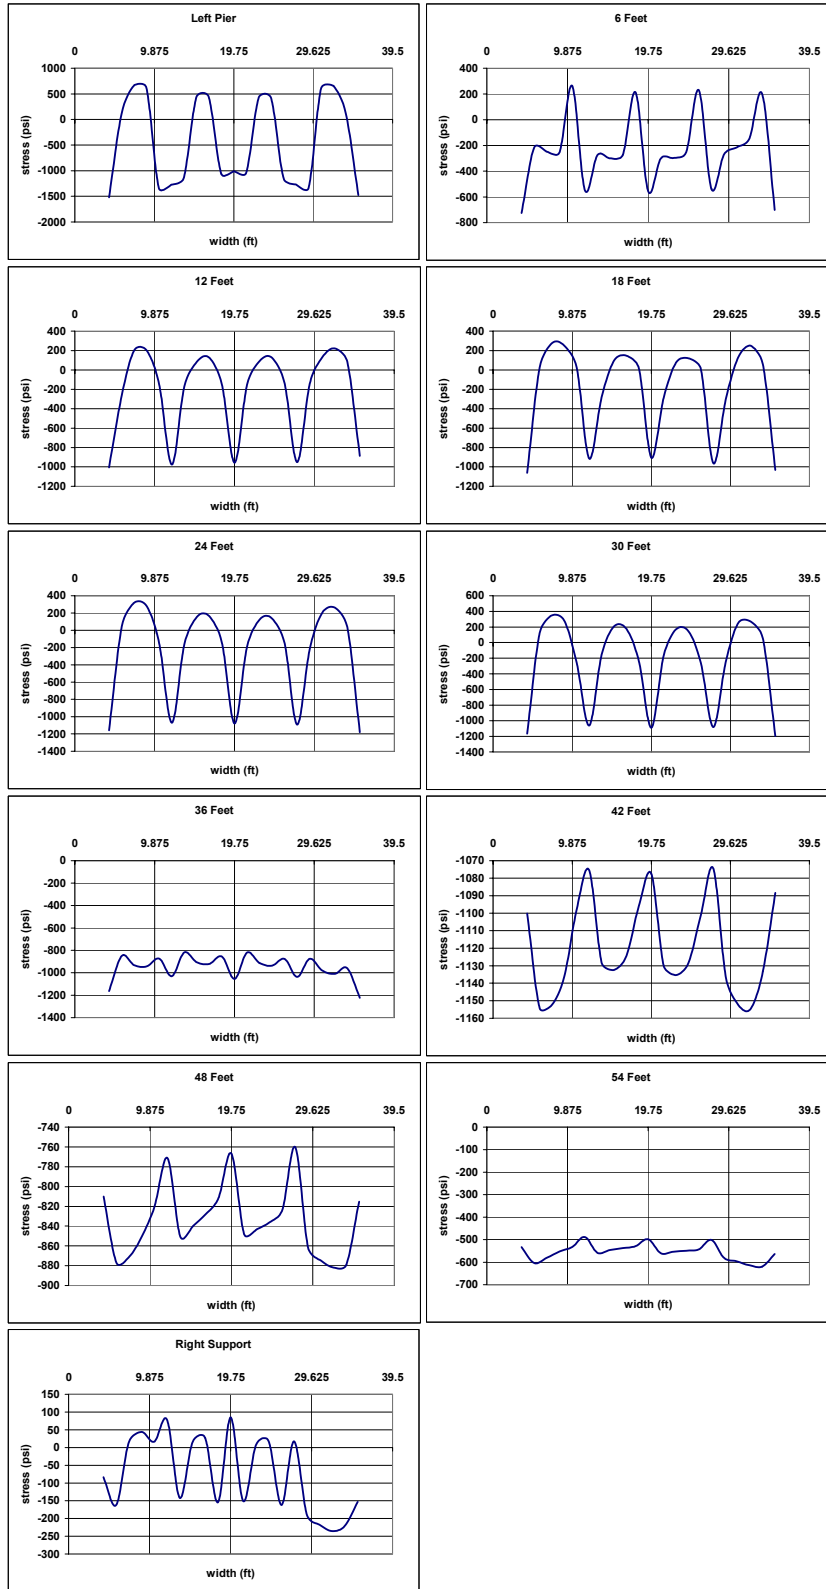 Left Pier
0 9.875 19.75 29.625 39.5
1000
500
0
-500
-1000
-1500
-2000
stress (psi)
width (ft)
6 Feet
0 9.875 19.75 29.625 39.5
400
200
0
-200
-400
-600
-800
stress (psi)
width (ft)
12 Feet
0 9.875 19.75 29.625 39.5
400
200
0
-200
-400
-600
-800
-1000
-1200
stress (psi)
width (ft)
18 Feet
0 9.875 19.75 29.625 39.5
400
200
0
-200
-400
-600
-800
-1000
-1200
stress (psi)
width (ft)
24 Feet
0 9.875 19.75 29.625 39.5
400
200
0
-200
-400
-600
-800
-1000
-1200
-1400
stress (psi)
width (ft)
30 Feet
0 9.875 19.75 29.625 39.5
600
400
200
0
-200
-400
-600
-800
-1000
-1200
-1400
stress (psi)
width (ft)
36 Feet
0 9.875 19.75 29.625 39.5
0
-200
-400
-600
-800
-1000
-1200
-1400
stress (psi)
width (ft)
42 Feet
0 9.875 19.75 29.625 39.5
-1070
-1080
-1090
-1100
-1110
-1120
-1130
-1140
-1150
-1160
stress (psi)
width (ft)
48 Feet
0 9.875 19.75 29.625 39.5
-740
-760
-780
-800
-820
-840
-860
-880
-900
stress (psi)
width (ft)
54 Feet
0 9.875 19.75 29.625 39.5
0
-100
-200
-300
-400
-500
-600
-700
stress (psi)
width (ft)
Right Support
0 9.875 19.75 29.625 39.5
150
100
50
0
-50
-100
-150
-200
-250
-300
stress (psi)
width (ft)